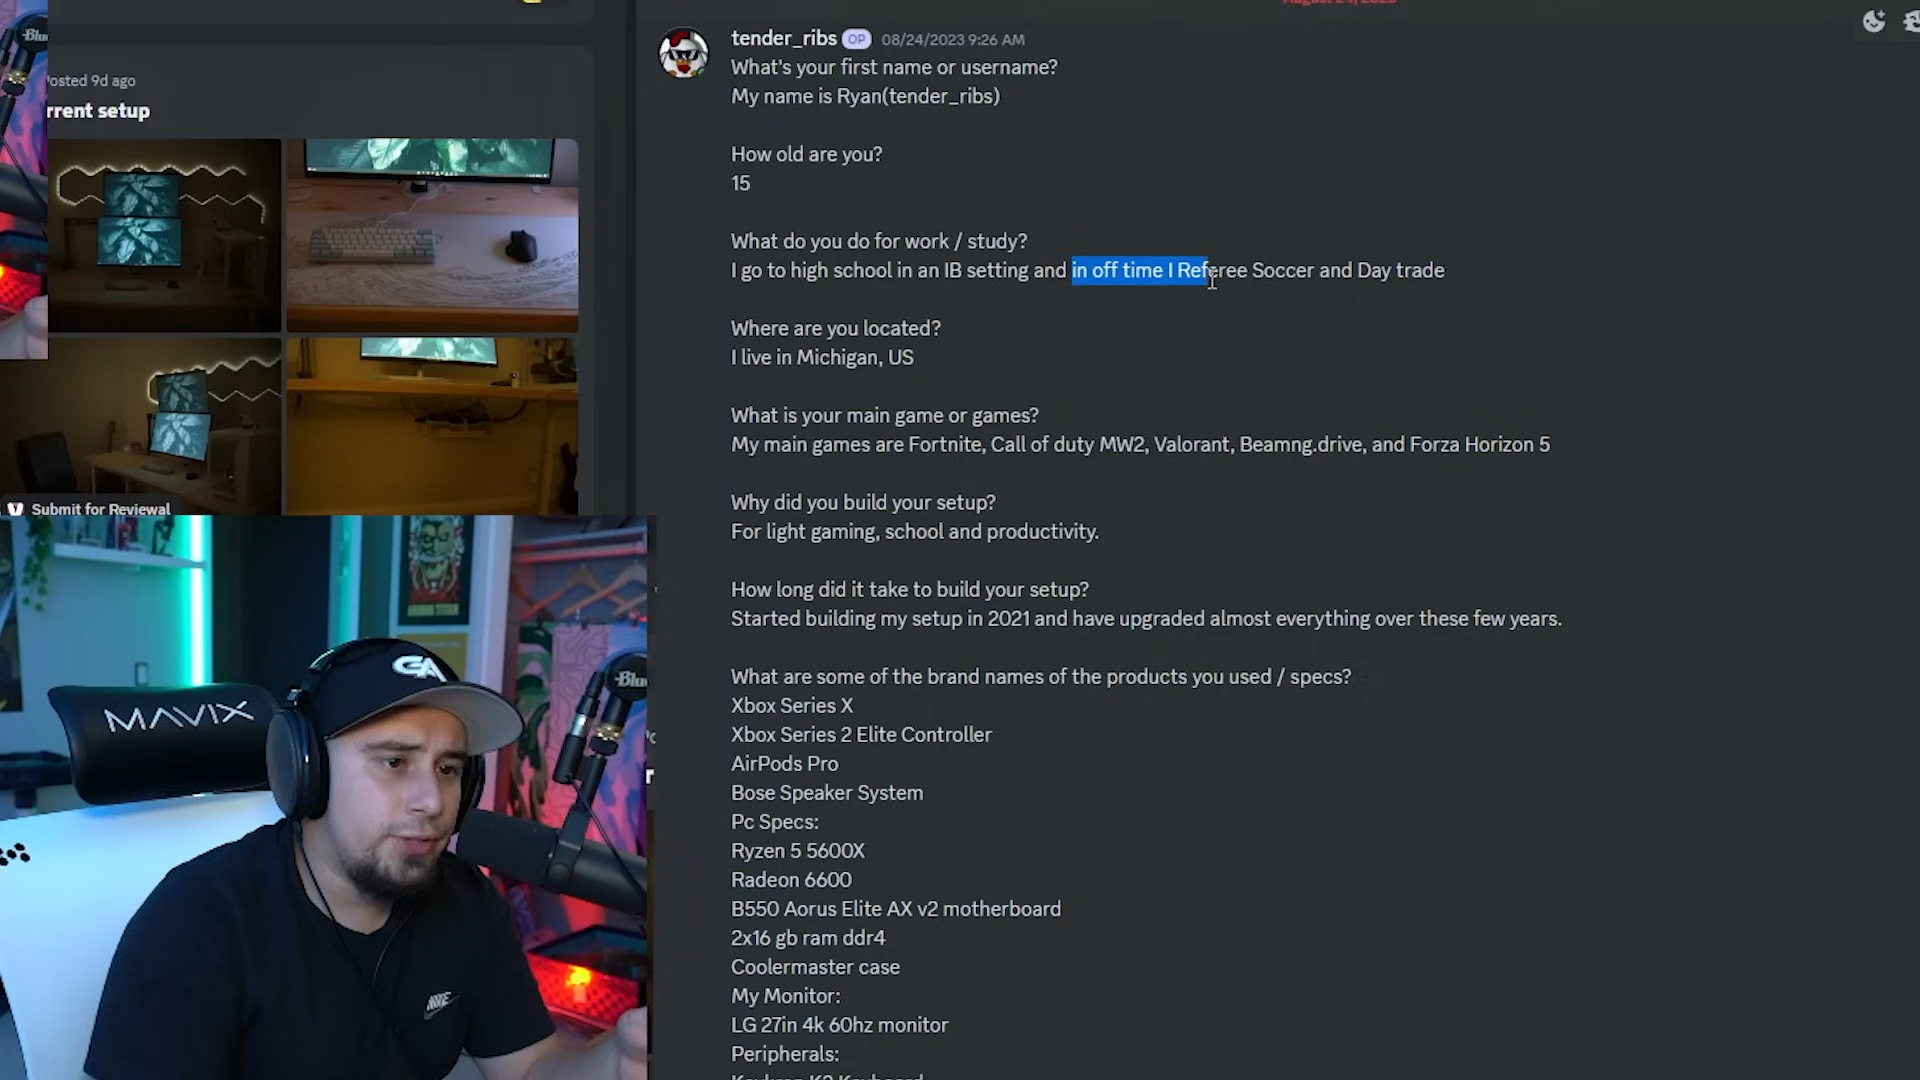 Blu
Posted 9d ago
rrent setup
Submit for Reviewal
tender_ribs OP 08/24/2023 9:26 AM
What's your first name or username?
My name is Ryan(tender_ribs)
How old are you?
15
What do you do for work / study?
I go to high school in an IB setting and in off time I Referee Soccer and Day trade
Where are you located?
I live in Michigan, US
What is your main game or games?
My main games are Fortnite, Call of duty MW2, Valorant, Beamng.drive, and Forza Horizon 5
Why did you build your setup?
For light gaming, school and productivity.
How long did it take to build your setup?
Started building my setup in 2021 and have upgraded almost everything over these few years.
What are some of the brand names of the products you used / specs?
Xbox Series X
Xbox Series 2 Elite Controller
AirPods Pro
Bose Speaker System
Pc Specs:
Ryzen 5 5600X
Radeon 6600
B550 Aorus Elite AX v2 motherboard
2x16 gb ram ddr4
Coolermaster case
My Monitor:
LG 27in 4k 60hz monitor
Peripherals:
MAVIX
GA
Blu
NIKE